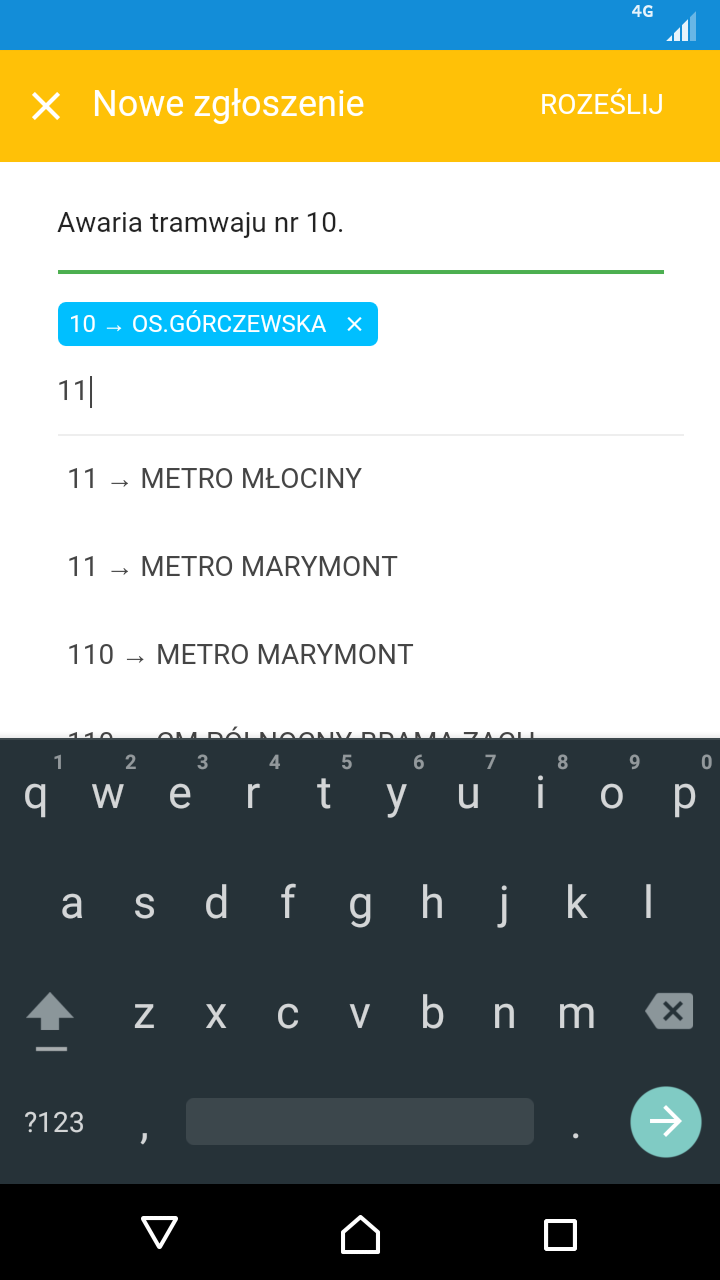 4G
Nowe zgłoszenie ROZEŚLIJ
Awaria tramwaju nr 10.
10 → OS.GÓRCZEWSKA ×
11
11 → METRO MŁOCINY
11 → METRO MARYMONT
110 → METRO MARYMONT
1 2 3 4 5 6 7 8 9 0
q w e r t y u i o p
a s d f g h j k l
z x c v b n m
?123 , .